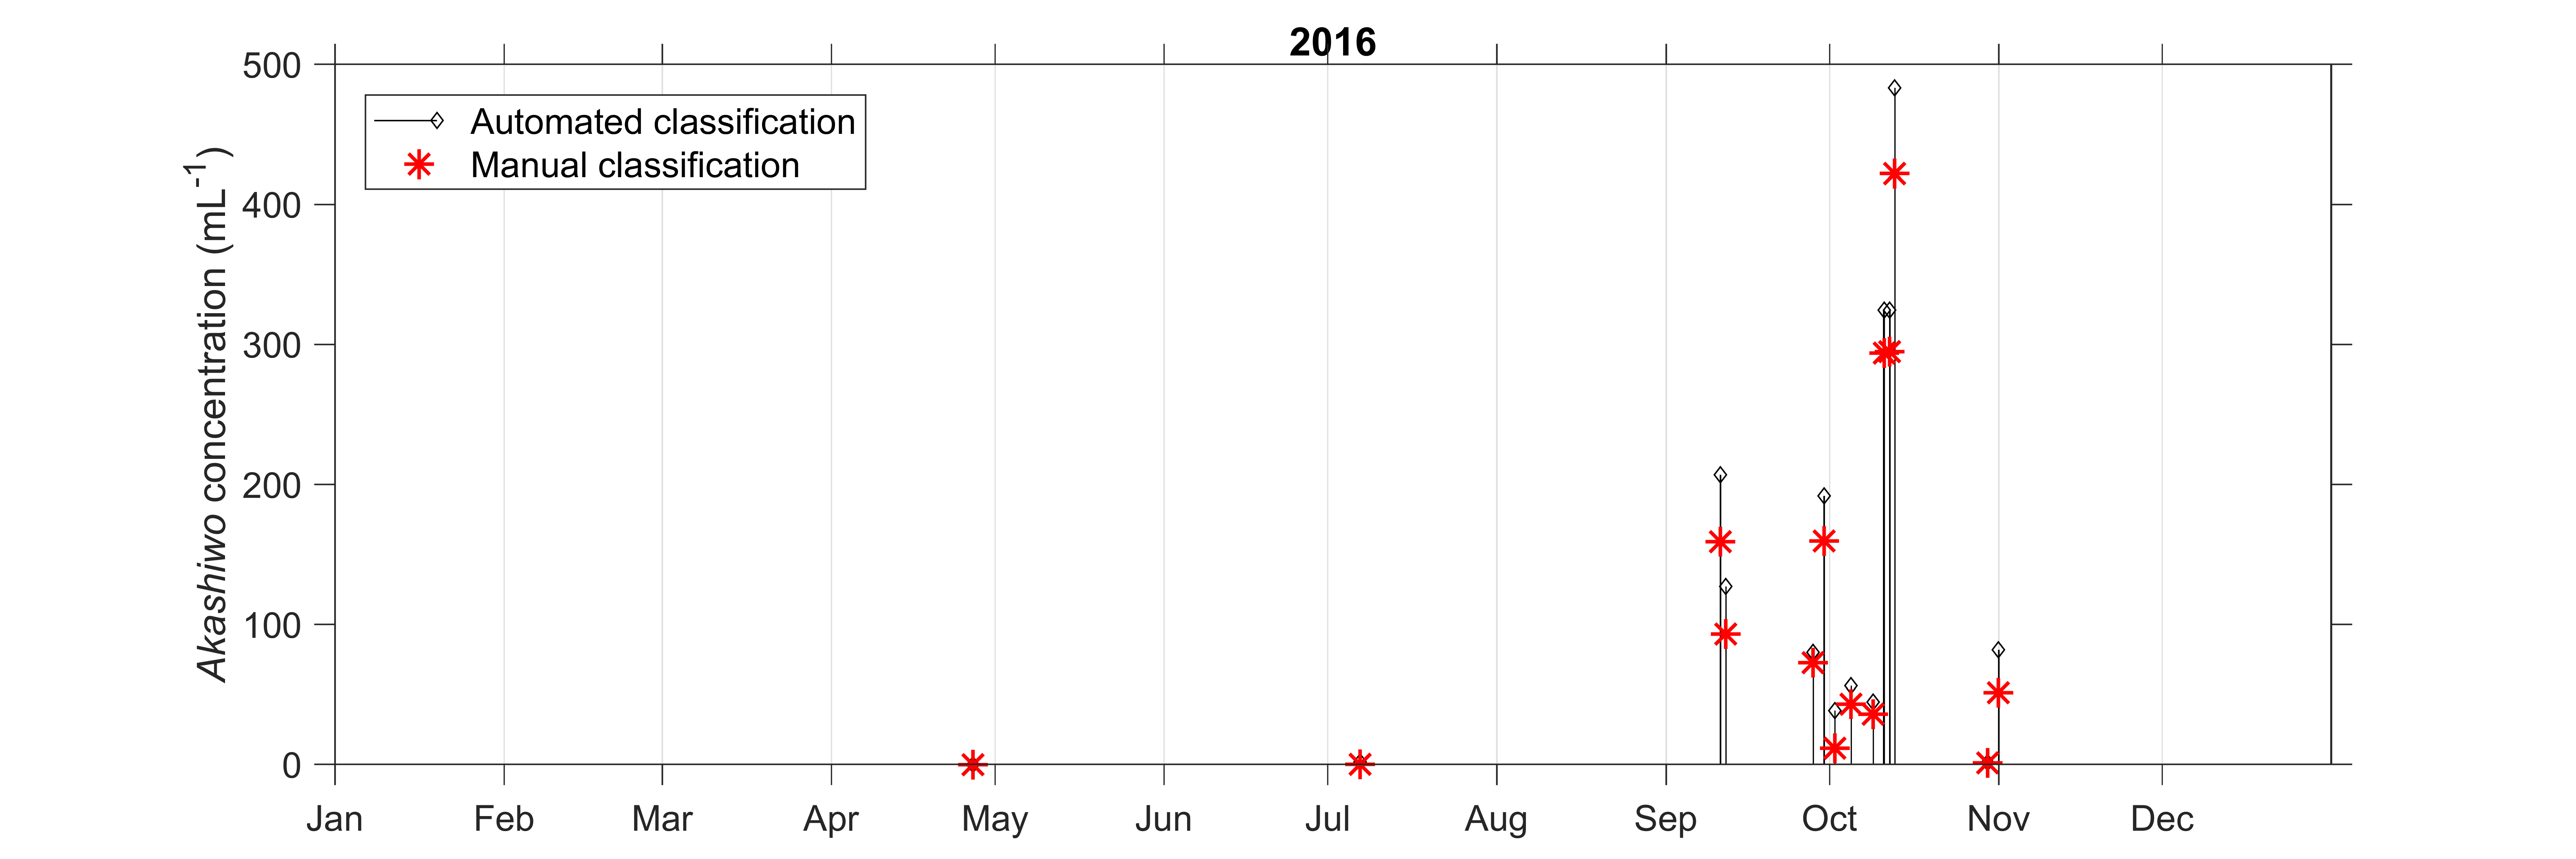 2016
500
400
300
200
100
0
Akashiwo concentration (mL-1)
Automated classification
Manual classification
Jan Feb Mar Apr May Jun Jul Aug Sep Oct Nov Dec